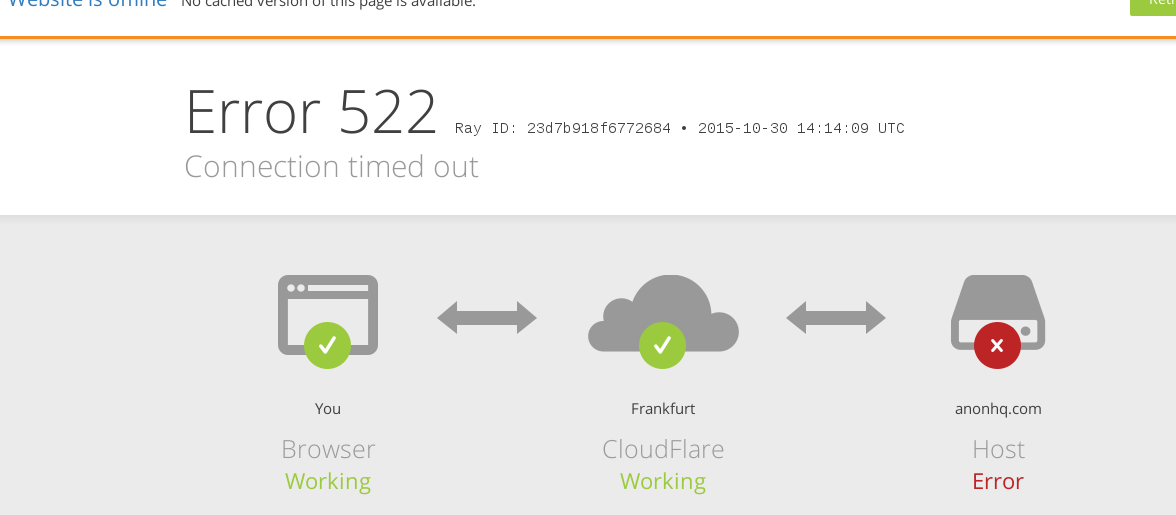 Website is offline No cached version of this page is available.
Error 522 Ray ID: 23d7b918f6772684 • 2015-10-30 14:14:09 UTC
Connection timed out
You Frankfurt anonhq.com
Browser CloudFlare Host
Working Working Error